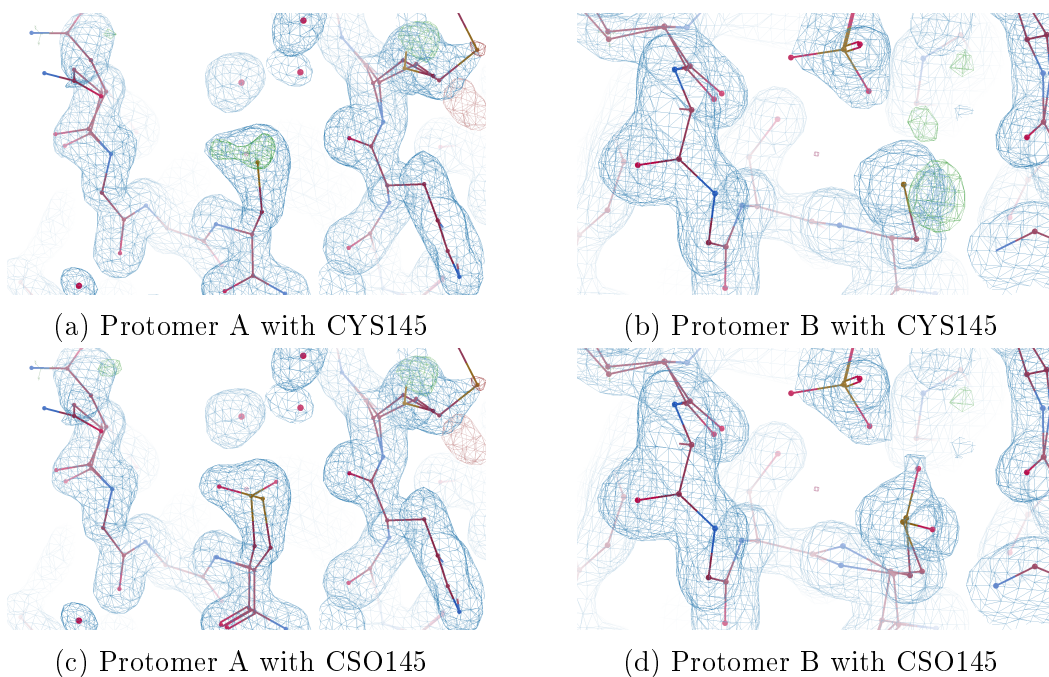 (a) Protomer A with CYS145
(b) Protomer B with CYS145
(c) Protomer A with CSO145
(d) Protomer B with CSO145